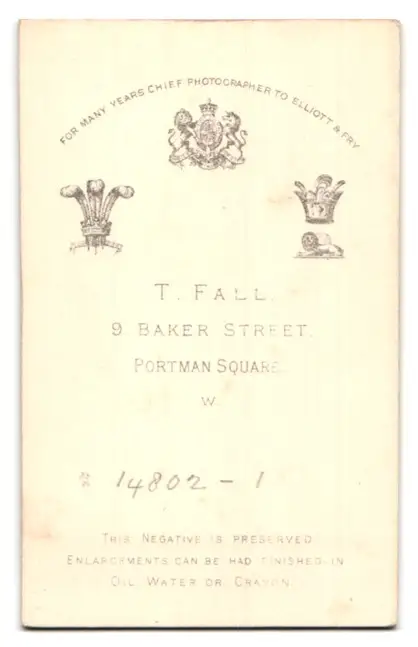 FOR MANY YEARS CHIEF PHOTOGRAPHER TO ELLIOTT & FRY
T. FALL.
9 BAKER STREET.
PORTMAN SQUARE.
W.
14802 - 1
THIS NEGATIVE IS PRESERVED
ENLARGEMENTS CAN BE HAD FINISHED IN
OIL WATER OR CRAYON.